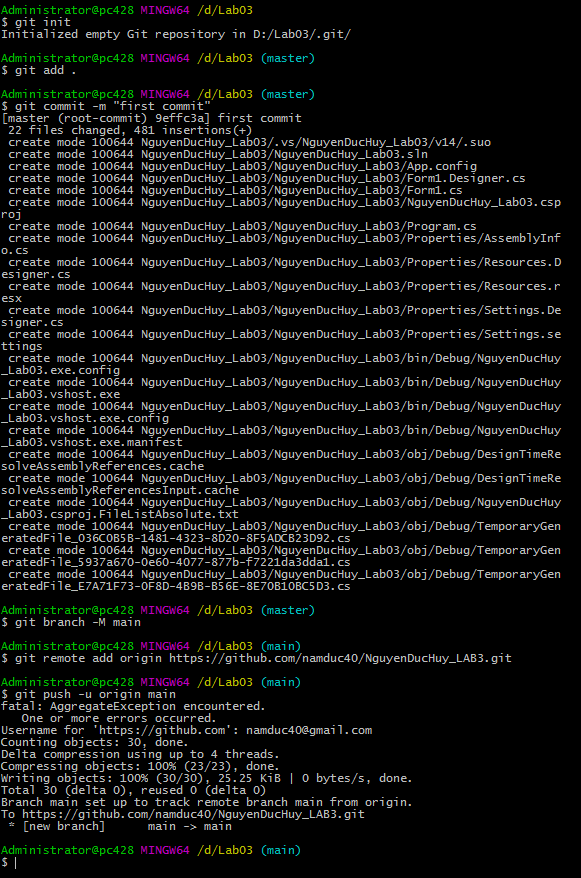 Administrator@pc428 MINGW64 /d/Lab03
$ git init
Initialized empty Git repository in D:/Lab03/.git/

Administrator@pc428 MINGW64 /d/Lab03 (master)
$ git add .

Administrator@pc428 MINGW64 /d/Lab03 (master)
$ git commit -m "first commit"
[master (root-commit) 9effc3a] first commit
 22 files changed, 481 insertions(+)
 create mode 100644 NguyenDucHuy_Lab03/.vs/NguyenDucHuy_Lab03/v14/.suo
 create mode 100644 NguyenDucHuy_Lab03/NguyenDucHuy_Lab03.sln
 create mode 100644 NguyenDucHuy_Lab03/NguyenDucHuy_Lab03/App.config
 create mode 100644 NguyenDucHuy_Lab03/NguyenDucHuy_Lab03/Form1.Designer.cs
 create mode 100644 NguyenDucHuy_Lab03/NguyenDucHuy_Lab03/Form1.cs
 create mode 100644 NguyenDucHuy_Lab03/NguyenDucHuy_Lab03/NguyenDucHuy_Lab03.csp
roj
 create mode 100644 NguyenDucHuy_Lab03/NguyenDucHuy_Lab03/Program.cs
 create mode 100644 NguyenDucHuy_Lab03/NguyenDucHuy_Lab03/Properties/AssemblyInf
o.cs
 create mode 100644 NguyenDucHuy_Lab03/NguyenDucHuy_Lab03/Properties/Resources.D
esigner.cs
 create mode 100644 NguyenDucHuy_Lab03/NguyenDucHuy_Lab03/Properties/Resources.r
esx
 create mode 100644 NguyenDucHuy_Lab03/NguyenDucHuy_Lab03/Properties/Settings.De
signer.cs
 create mode 100644 NguyenDucHuy_Lab03/NguyenDucHuy_Lab03/Properties/Settings.se
ttings
 create mode 100644 NguyenDucHuy_Lab03/NguyenDucHuy_Lab03/bin/Debug/NguyenDucHuy
_Lab03.exe.config
 create mode 100644 NguyenDucHuy_Lab03/NguyenDucHuy_Lab03/bin/Debug/NguyenDucHuy
_Lab03.vshost.exe
 create mode 100644 NguyenDucHuy_Lab03/NguyenDucHuy_Lab03/bin/Debug/NguyenDucHuy
_Lab03.vshost.exe.config
 create mode 100644 NguyenDucHuy_Lab03/NguyenDucHuy_Lab03/bin/Debug/NguyenDucHuy
_Lab03.vshost.exe.manifest
 create mode 100644 NguyenDucHuy_Lab03/NguyenDucHuy_Lab03/obj/Debug/DesignTimeRe
solveAssemblyReferences.cache
 create mode 100644 NguyenDucHuy_Lab03/NguyenDucHuy_Lab03/obj/Debug/DesignTimeRe
solveAssemblyReferencesInput.cache
 create mode 100644 NguyenDucHuy_Lab03/NguyenDucHuy_Lab03/obj/Debug/NguyenDucHuy
_Lab03.csproj.FileListAbsolute.txt
 create mode 100644 NguyenDucHuy_Lab03/NguyenDucHuy_Lab03/obj/Debug/TemporaryGen
eratedFile_036C0B5B-1481-4323-8D20-8F5ADCB23D92.cs
 create mode 100644 NguyenDucHuy_Lab03/NguyenDucHuy_Lab03/obj/Debug/TemporaryGen
eratedFile_5937a670-0e60-4077-877b-f7221da3dda1.cs
 create mode 100644 NguyenDucHuy_Lab03/NguyenDucHuy_Lab03/obj/Debug/TemporaryGen
eratedFile_E7A71F73-0F8D-4B9B-B56E-8E70B10BC5D3.cs

Administrator@pc428 MINGW64 /d/Lab03 (master)
$ git branch -M main

Administrator@pc428 MINGW64 /d/Lab03 (main)
$ git remote add origin https://github.com/namduc40/NguyenDucHuy_LAB3.git

Administrator@pc428 MINGW64 /d/Lab03 (main)
$ git push -u origin main
fatal: AggregateException encountered.
   One or more errors occurred.
Username for 'https://github.com': namduc40@gmail.com
Counting objects: 30, done.
Delta compression using up to 4 threads.
Compressing objects: 100% (23/23), done.
Writing objects: 100% (30/30), 25.25 KiB | 0 bytes/s, done.
Total 30 (delta 0), reused 0 (delta 0)
Branch main set up to track remote branch main from origin.
To https://github.com/namduc40/NguyenDucHuy_LAB3.git
 * [new branch]      main -> main

Administrator@pc428 MINGW64 /d/Lab03 (main)
$